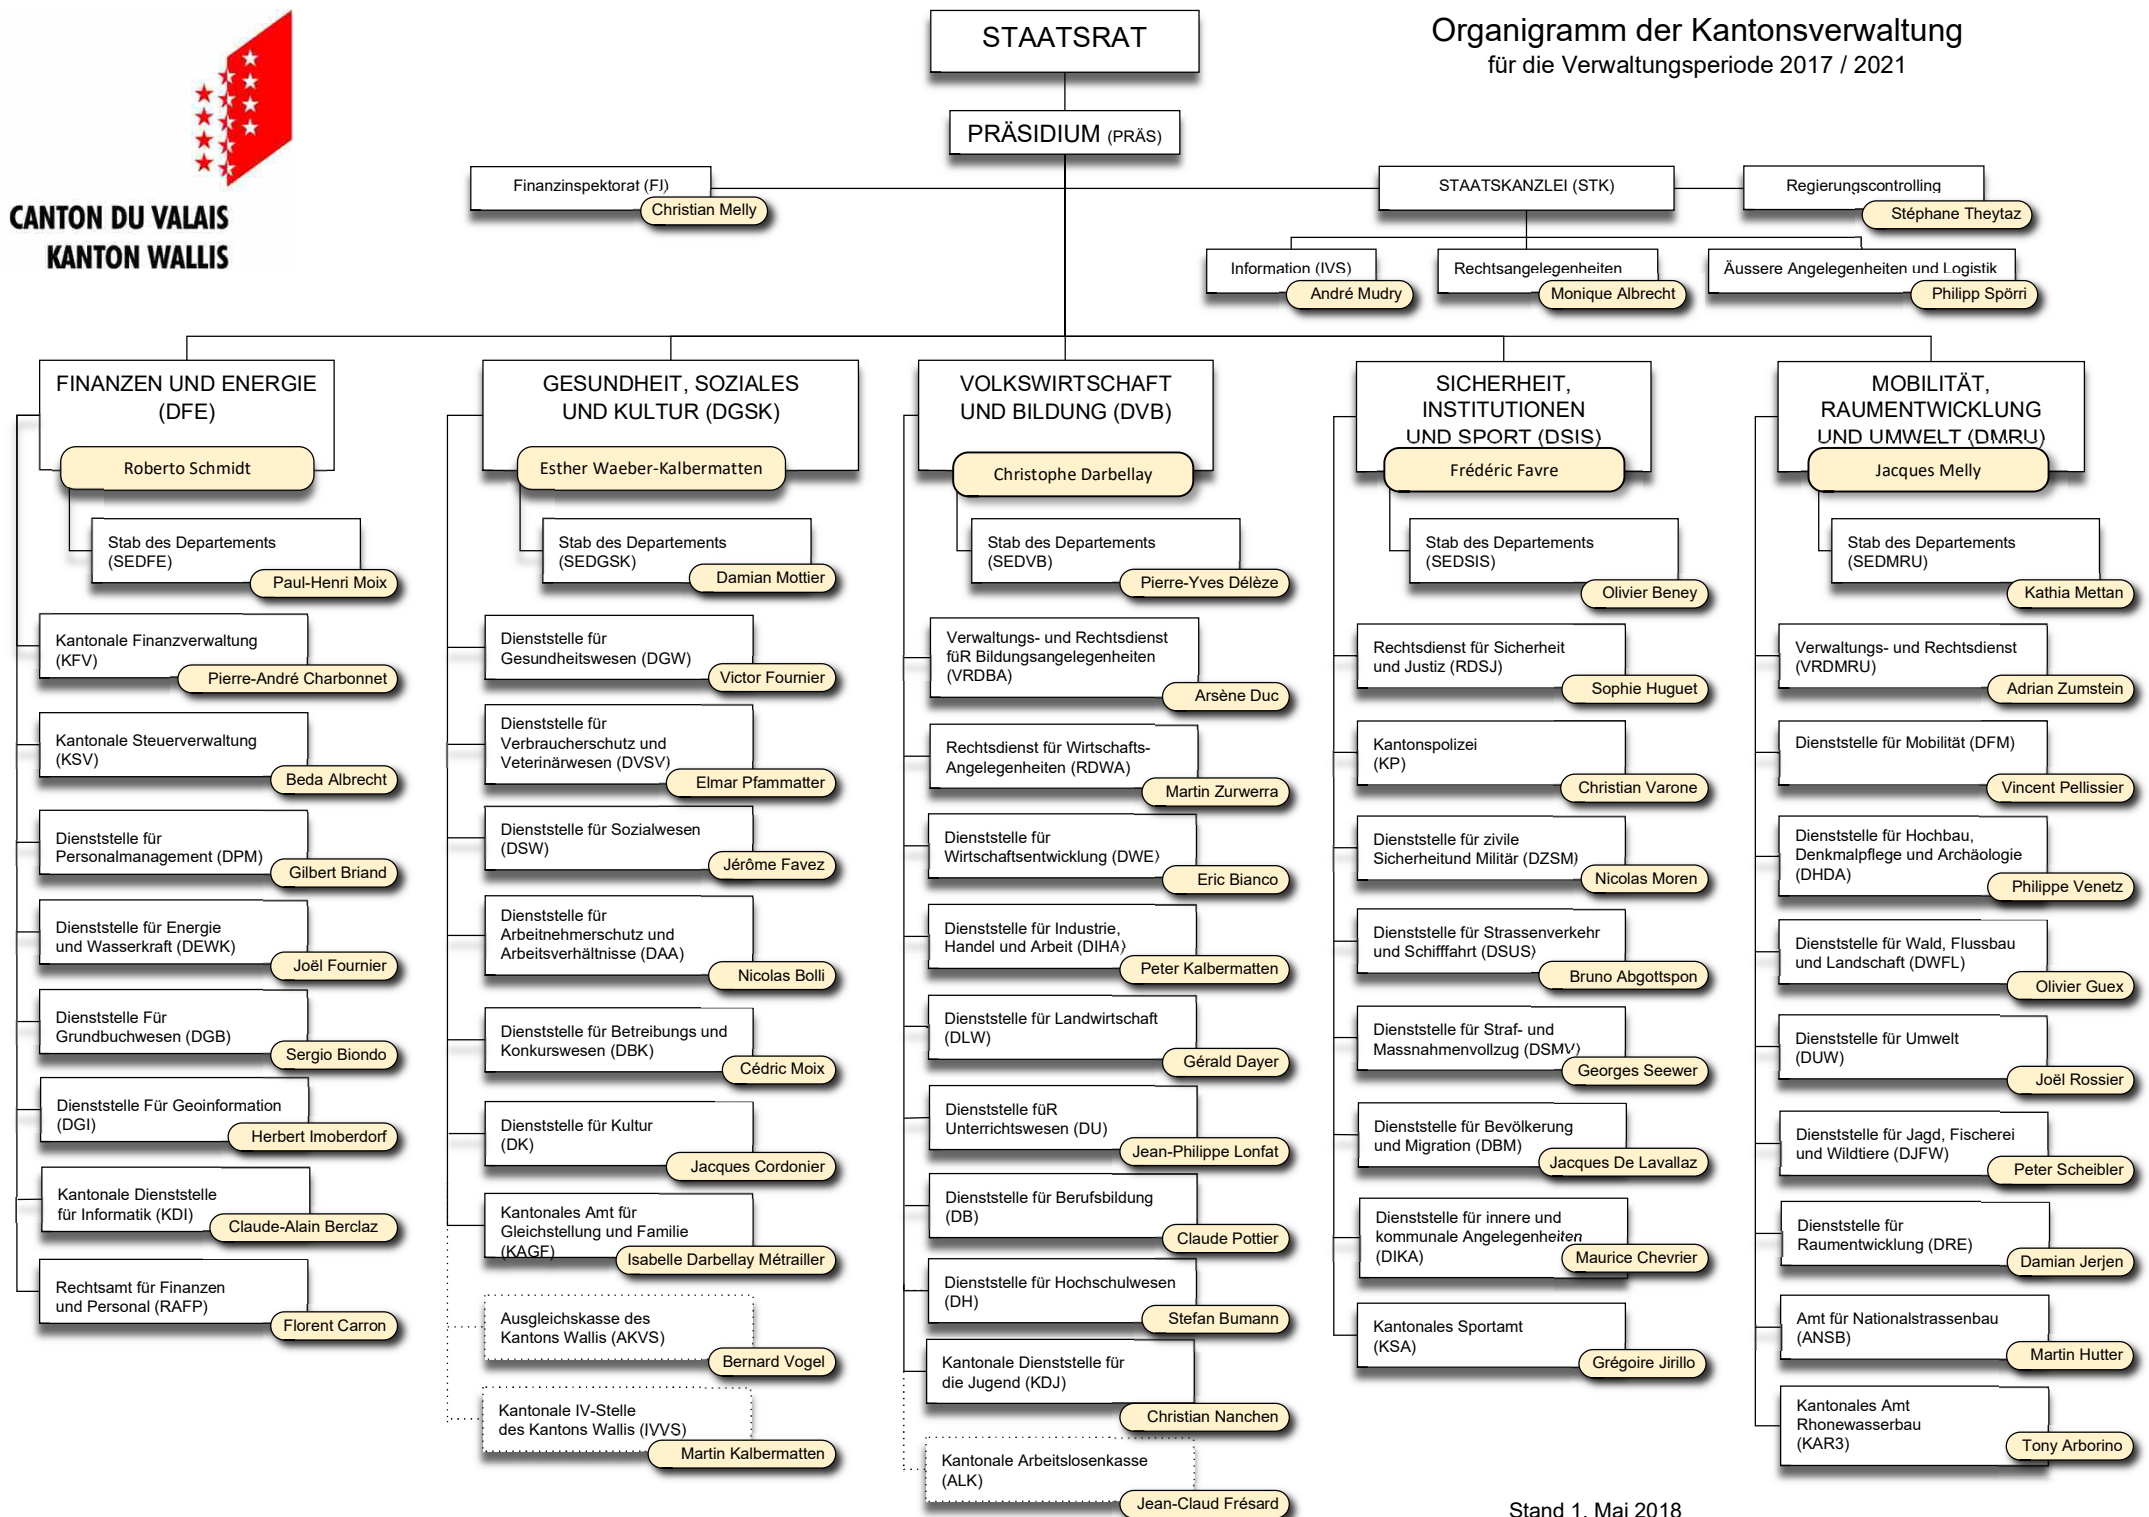 CANTON DU VALAIS
KANTON WALLIS
STAATSRAT
PRÄSIDIUM (PRÄS)
Organigramm der Kantonsverwaltung
für die Verwaltungsperiode 2017 / 2021
Finanzinspektorat (FJ)
Christian Melly
STAATSKANZLEI (STK)
Regierungscontrolling
Stéphane Theytaz
Information (IVS)
André Mudry
Rechtsangelegenheiten
Monique Albrecht
Äussere Angelegenheiten und Logistik
Philipp Spörri
FINANZEN UND ENERGIE
(DFE)
Roberto Schmidt
Stab des Departements
(SEDFE)
Paul-Henri Moix
Kantonale Finanzverwaltung
(KFV)
Pierre-André Charbonnet
Kantonale Steuerverwaltung
(KSV)
Beda Albrecht
Dienststelle für
Personalmanagement (DPM)
Gilbert Briand
Dienststelle für Energie
und Wasserkraft (DEWK)
Joël Fournier
Dienststelle Für
Grundbuchwesen (DGB)
Sergio Biondo
Dienststelle Für Geoinformation
(DGI)
Herbert Imoberdorf
Kantonale Dienststelle
für Informatik (KDI)
Claude-Alain Berclaz
Rechtsamt für Finanzen
und Personal (RAFP)
Florent Carron
GESUNDHEIT, SOZIALES
UND KULTUR (DGSK)
Esther Waeber-Kalbermatten
Stab des Departements
(SEDGSK)
Damian Mottier
Dienststelle für
Gesundheitswesen (DGW)
Victor Fournier
Dienststelle für
Verbraucherschutz und
Veterinärwesen (DVSV)
Elmar Pfammatter
Dienststelle für Sozialwesen
(DSW)
Jérôme Favez
Dienststelle für
Arbeitnehmerschutz und
Arbeitsverhältnisse (DAA)
Nicolas Bolli
Dienststelle für Betreibungs und
Konkurswesen (DBK)
Cédric Moix
Dienststelle für Kultur
(DK)
Jacques Cordonier
Kantonales Amt für
Gleichstellung und Familie
(KAGF)
Isabelle Darbellay Métrailler
Ausgleichskasse des
Kantons Wallis (AKVS)
Bernard Vogel
Kantonale IV-Stelle
des Kantons Wallis (IVVS)
Martin Kalbermatten
VOLKSWIRTSCHAFT
UND BILDUNG (DVB)
Christophe Darbellay
Stab des Departements
(SEDVB)
Pierre-Yves Délèze
Verwaltungs- und Rechtsdienst
füR Bildungsangelegenheiten
(VRDBA)
Arsène Duc
Rechtsdienst für Wirtschafts-
Angelegenheiten (RDWA)
Martin Zurwerra
Dienststelle für
Wirtschaftsentwicklung (DWE)
Eric Bianco
Dienststelle für Industrie,
Handel und Arbeit (DIHA)
Peter Kalbermatten
Dienststelle für Landwirtschaft
(DLW)
Gérald Dayer
Dienststelle füR
Unterrichtswesen (DU)
Jean-Philippe Lonfat
Dienststelle für Berufsbildung
(DB)
Claude Pottier
Dienststelle für Hochschulwesen
(DH)
Stefan Bumann
Kantonale Dienststelle für
die Jugend (KDJ)
Christian Nanchen
Kantonale Arbeitslosenkasse
(ALK)
Jean-Claud Frésard
SICHERHEIT,
INSTITUTIONEN
UND SPORT (DSIS)
Frédéric Favre
Stab des Departements
(SEDSIS)
Olivier Beney
Rechtsdienst für Sicherheit
und Justiz (RDSJ)
Sophie Huguet
Kantonspolizei
(KP)
Christian Varone
Dienststelle für zivile
Sicherheitund Militär (DZSM)
Nicolas Moren
Dienststelle für Strassenverkehr
und Schifffahrt (DSUS)
Bruno Abgottspon
Dienststelle für Straf- und
Massnahmenvollzug (DSMV)
Georges Seewer
Dienststelle für Bevölkerung
und Migration (DBM)
Jacques De Lavallaz
Dienststelle für innere und
kommunale Angelegenheiten
(DIKA)
Maurice Chevrier
Kantonales Sportamt
(KSA)
Grégoire Jirillo
MOBILITÄT,
RAUMENTWICKLUNG
UND UMWELT (DMRU)
Jacques Melly
Stab des Departements
(SEDMRU)
Kathia Mettan
Verwaltungs- und Rechtsdienst
(VRDMRU)
Adrian Zumstein
Dienststelle für Mobilität (DFM)
Vincent Pellissier
Dienststelle für Hochbau,
Denkmalpflege und Archäologie
(DHDA)
Philippe Venetz
Dienststelle für Wald, Flussbau
und Landschaft (DWFL)
Olivier Guex
Dienststelle für Umwelt
(DUW)
Joël Rossier
Dienststelle für Jagd, Fischerei
und Wildtiere (DJFW)
Peter Scheibler
Dienststelle für
Raumentwicklung (DRE)
Damian Jerjen
Amt für Nationalstrassenbau
(ANSB)
Martin Hutter
Kantonales Amt
Rhonewasserbau
(KAR3)
Tony Arborino
Stand 1. Mai 2018